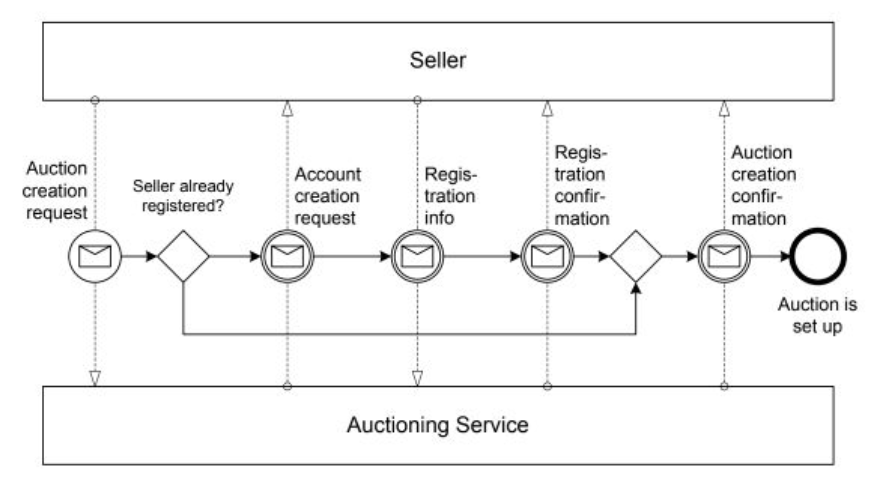 Seller
Auction
creation
request
Seller already
registered?
Account
creation
request
Regis-
tration
info
Regis-
tration
confir-
mation
Auction
creation
confir-
mation
Auction is
set up
Auctioning Service